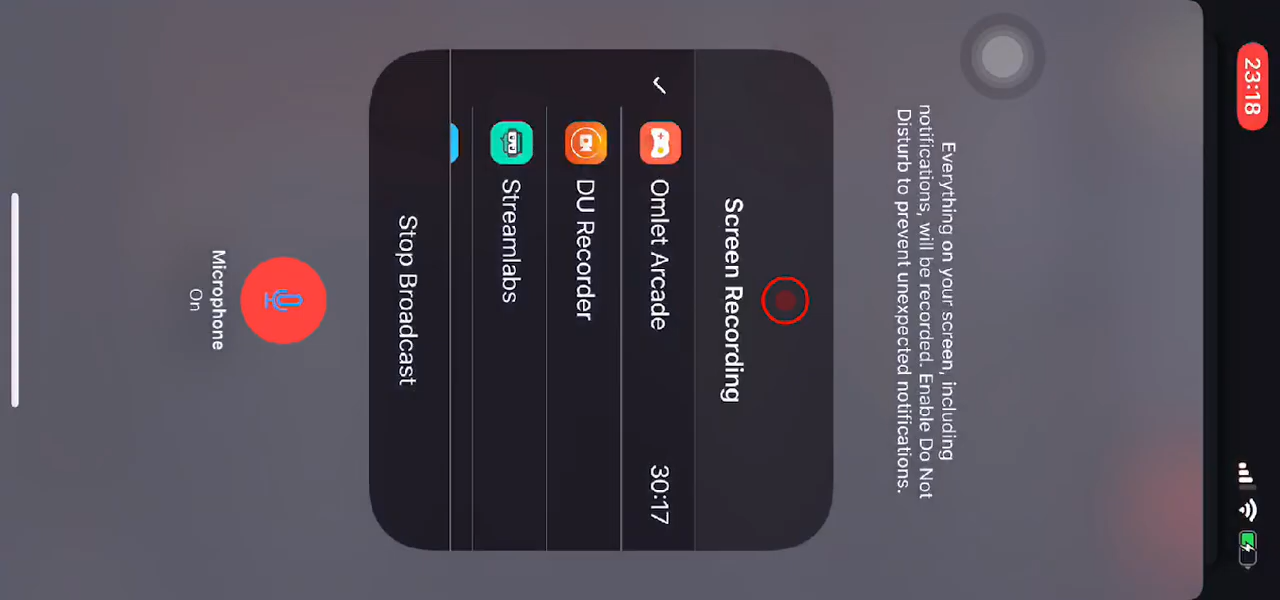 23:18
Everything on your screen, including
notifications, will be recorded. Enable Do Not
Disturb to prevent unexpected notifications.
Screen Recording
Omlet Arcade 30:17
DU Recorder
Streamlabs
Stop Broadcast
Microphone
On